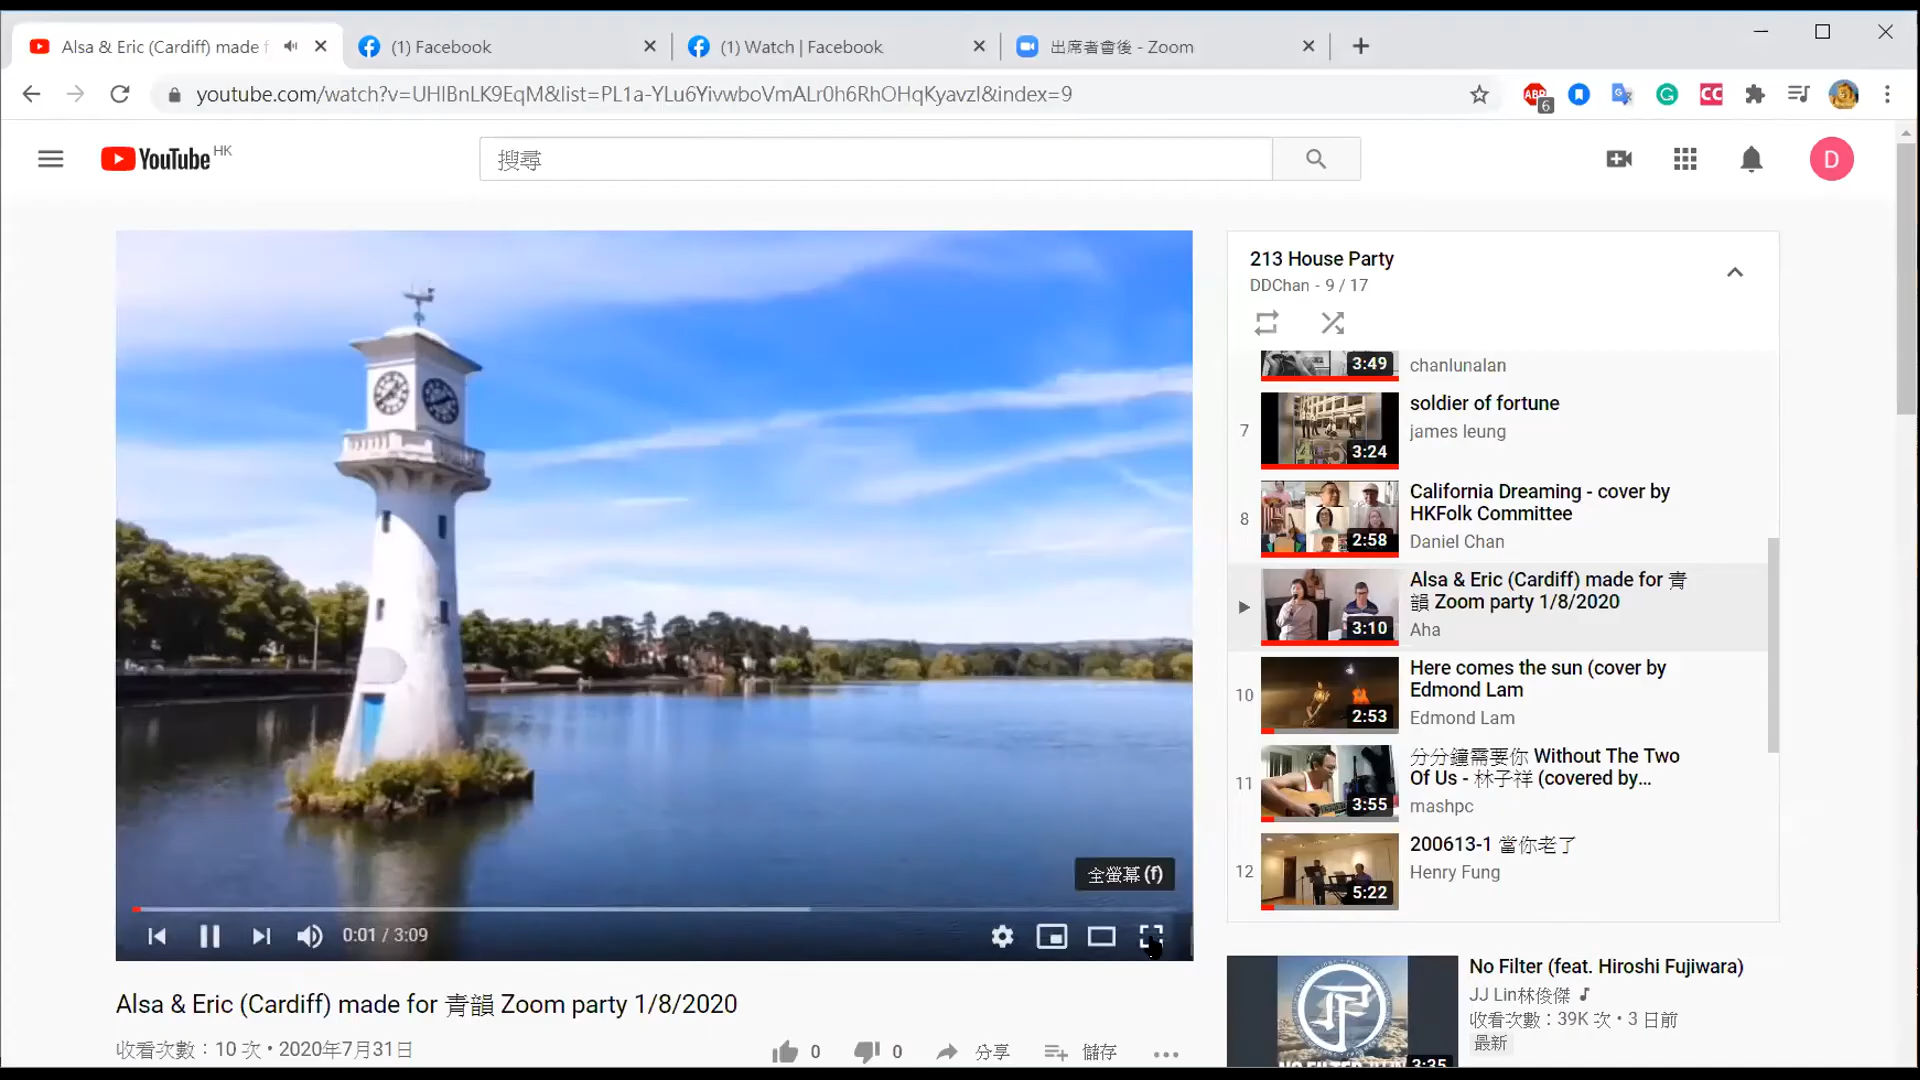 Alsa & Eric (Cardiff) made f
(1) Facebook
(1) Watch | Facebook
出席者會後 - Zoom
youtube.com/watch?v=UHlBnLK9EqM&list=PL1a-YLu6YivwboVmALr0h6RhOHqKyavzl&index=9
ABP
6
CC
YouTube HK
搜尋
D
213 House Party
DDChan - 9 / 17
3:49
chanlunalan
7
soldier of fortune
james leung
3:24
8
California Dreaming - cover by
HKFolk Committee
Daniel Chan
2:58
Alsa & Eric (Cardiff) made for 青
韻 Zoom party 1/8/2020
Aha
3:10
10
Here comes the sun (cover by
Edmond Lam
Edmond Lam
2:53
11
分分鐘需要你 Without The Two
Of Us - 林子祥 (covered by...
mashpc
3:55
12
200613-1 當你老了
Henry Fung
5:22
全螢幕 (f)
0:01 / 3:09
Alsa & Eric (Cardiff) made for 青韻 Zoom party 1/8/2020
收看次數：10 次 • 2020年7月31日
0
0
分享
儲存
No Filter (feat. Hiroshi Fujiwara)
JJ Lin林俊傑
收看次數：39K 次 • 3 日前
最新
3:35